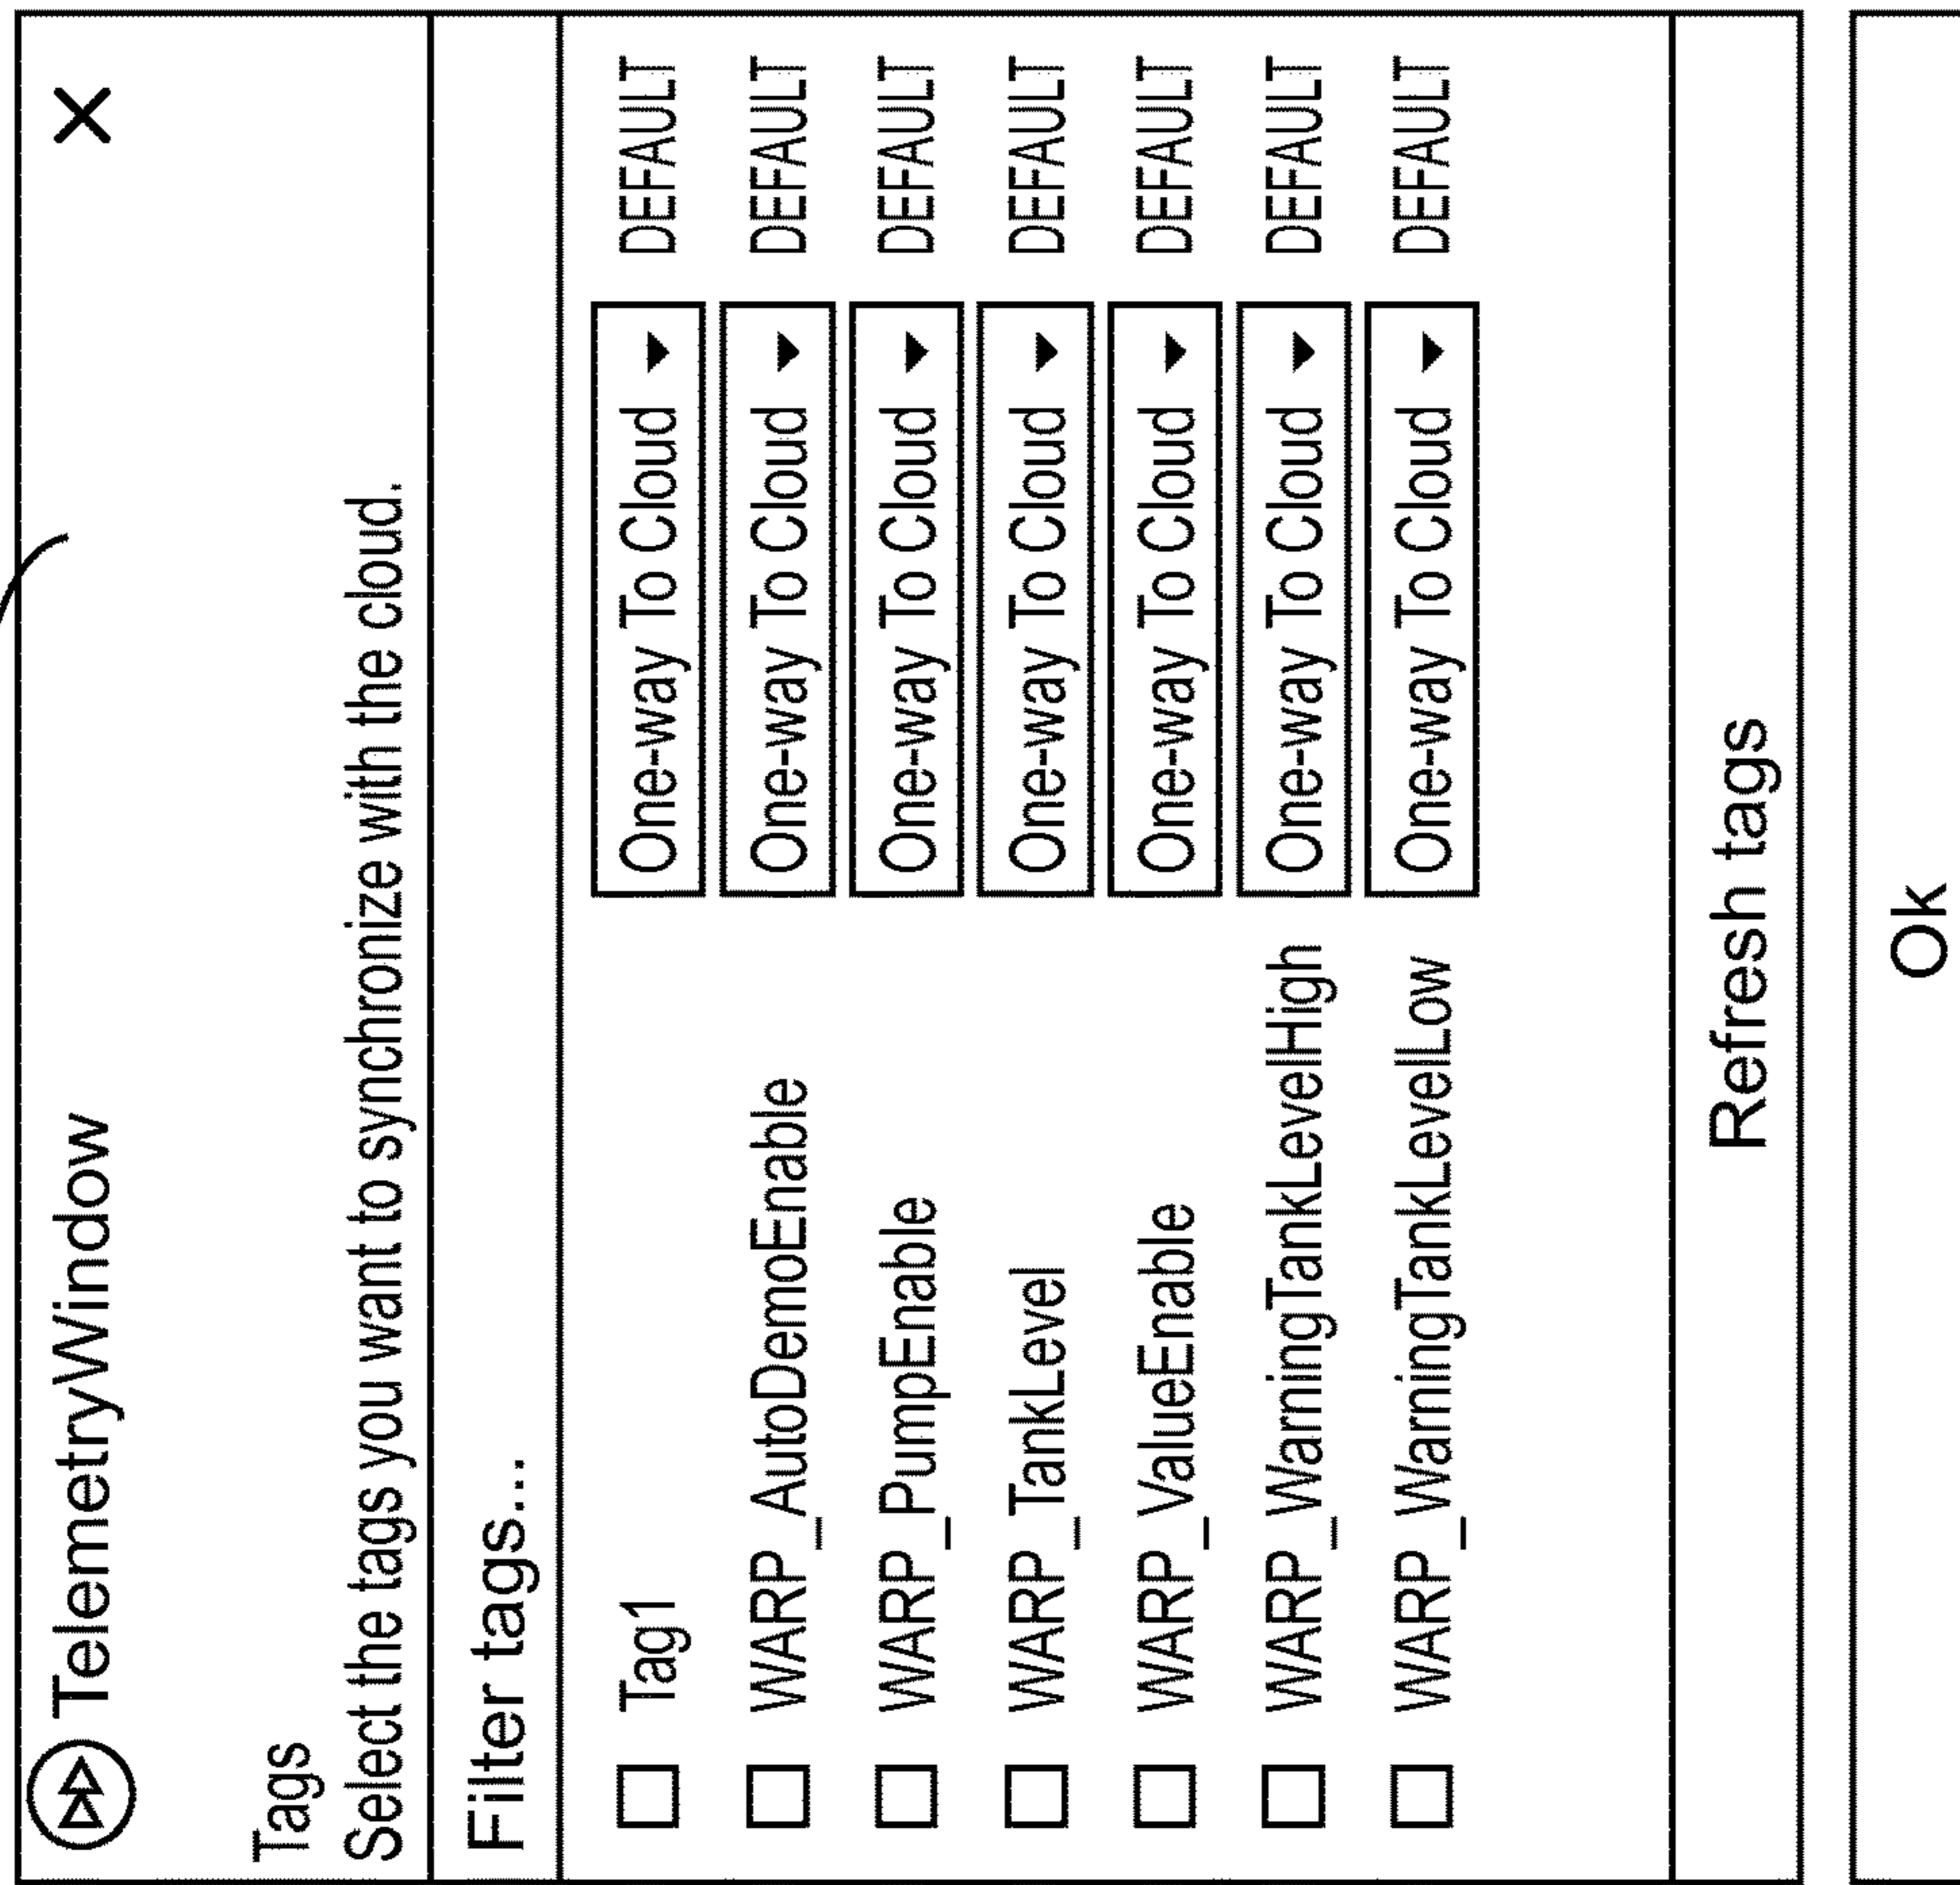 TelemetryWindow
Tags
Select the tags you want to synchronize with the cloud.
Filter tags...
Tag1 One-way To Cloud DEFAULT
WARP_AutoDemoEnable One-way To Cloud DEFAULT
WARP_PumpEnable One-way To Cloud DEFAULT
WARP_TankLevel One-way To Cloud DEFAULT
WARP_ValueEnable One-way To Cloud DEFAULT
WARP_WarningTankLevelHigh One-way To Cloud DEFAULT
WARP_WarningTankLevelLow One-way To Cloud DEFAULT
Refresh tags
Ok